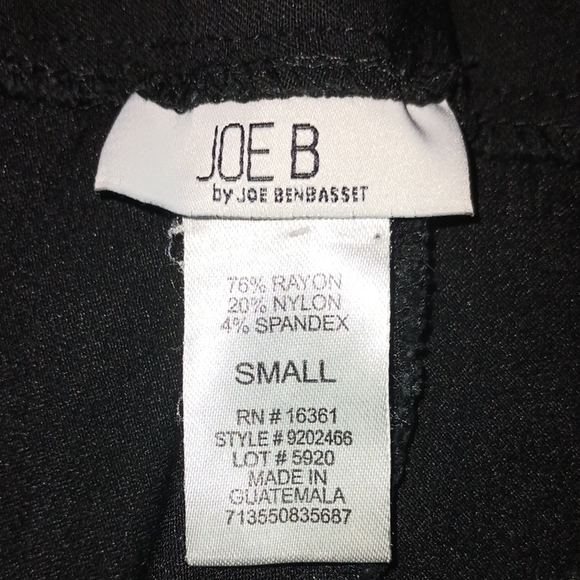 JOE B
by JOE BENBASSET
76% RAYON
20% NYLON
4% SPANDEX
SMALL
RN # 16361
STYLE # 9202466
LOT # 5920
MADE IN
GUATEMALA
713550835687